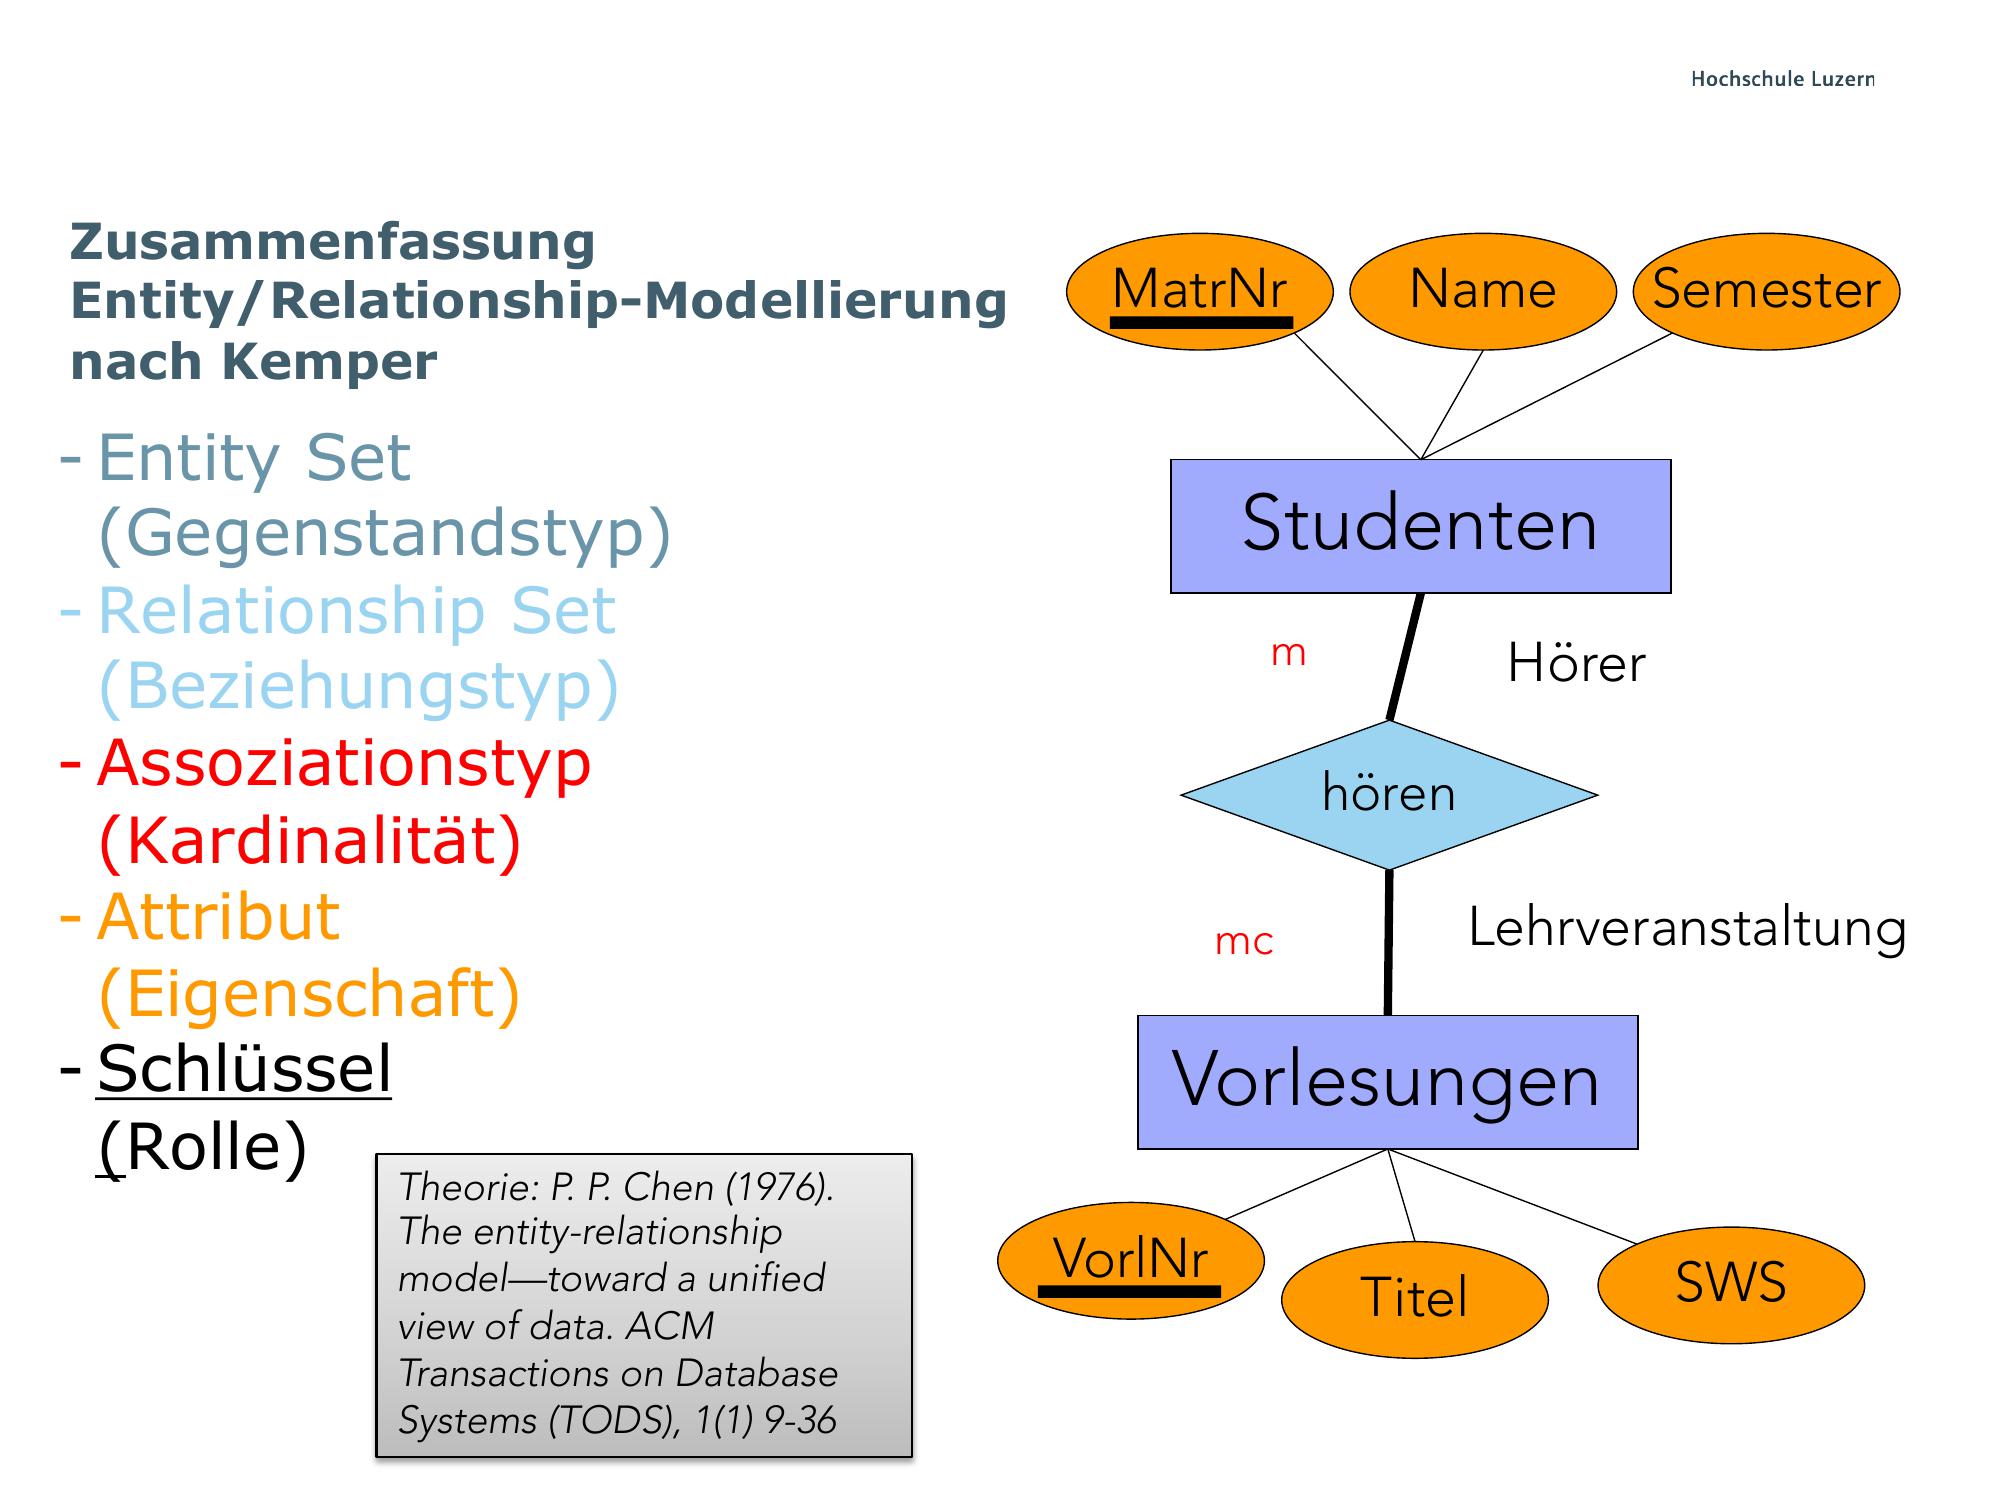 Hochschule Luzern
Zusammenfassung
Entity/Relationship-Modellierung
nach Kemper
- Entity Set
(Gegenstandstyp)
- Relationship Set
(Beziehungstyp)
- Assoziationstyp
(Kardinalität)
- Attribut
(Eigenschaft)
- Schlüssel
(Rolle)
Theorie: P. P. Chen (1976).
The entity-relationship
model—toward a unified
view of data. ACM
Transactions on Database
Systems (TODS), 1(1) 9-36
MatrNr Name Semester
Studenten
m Hörer
hören
mc Lehrveranstaltung
Vorlesungen
VorlNr Titel SWS